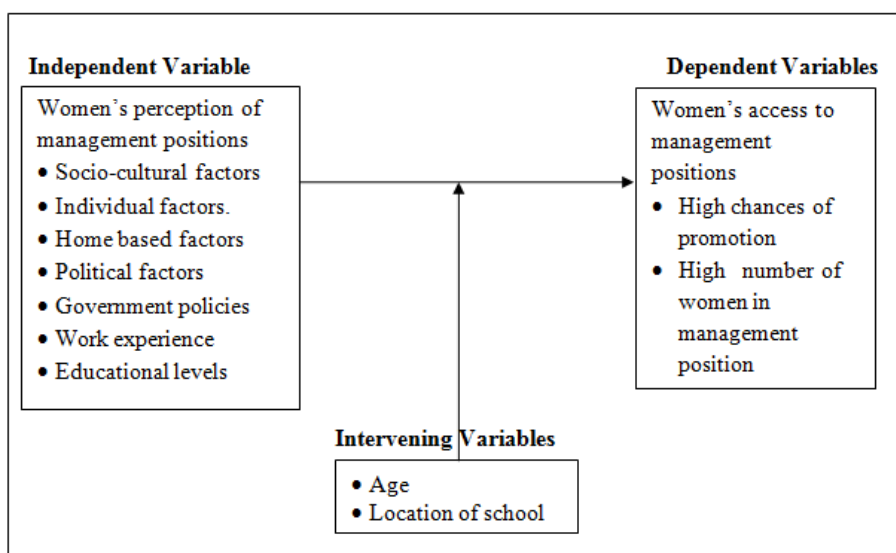 Independent Variable
Women’s perception of
management positions
• Socio-cultural factors
• Individual factors.
• Home based factors
• Political factors
• Government policies
• Work experience
• Educational levels
Dependent Variables
Women’s access to
management
positions
• High chances of
promotion
• High number of
women in
management
position
Intervening Variables
• Age
• Location of school